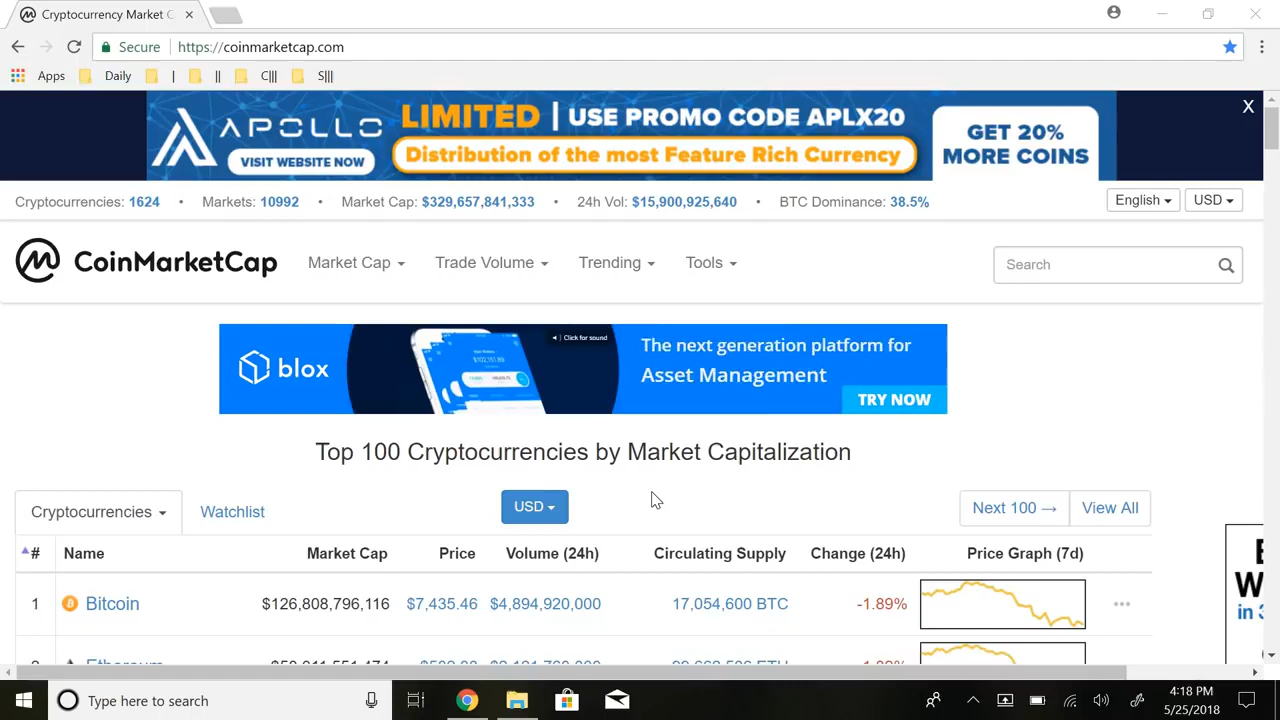 Cryptocurrency Market C
Secure
https://coinmarketcap.com
Apps
Daily
|
||
C|||
S|||
APOLLO
VISIT WEBSITE NOW
LIMITED | USE PROMO CODE APLX20
Distribution of the most Feature Rich Currency
GET 20%
MORE COINS
X
Cryptocurrencies: 1624 • Markets: 10992 • Market Cap: $329,657,841,333 • 24h Vol: $15,900,925,640 • BTC Dominance: 38.5%
English
USD
CoinMarketCap
Market Cap
Trade Volume
Trending
Tools
Search
blox
Click for sound
The next generation platform for
Asset Management
TRY NOW
Top 100 Cryptocurrencies by Market Capitalization
Cryptocurrencies
Watchlist
USD
Next 100 →
View All
# Name Market Cap Price Volume (24h) Circulating Supply Change (24h) Price Graph (7d)
1 Bitcoin $126,808,796,116 $7,435.46 $4,894,920,000 17,054,600 BTC -1.89%
in 3
Type here to search
4:18 PM
5/25/2018